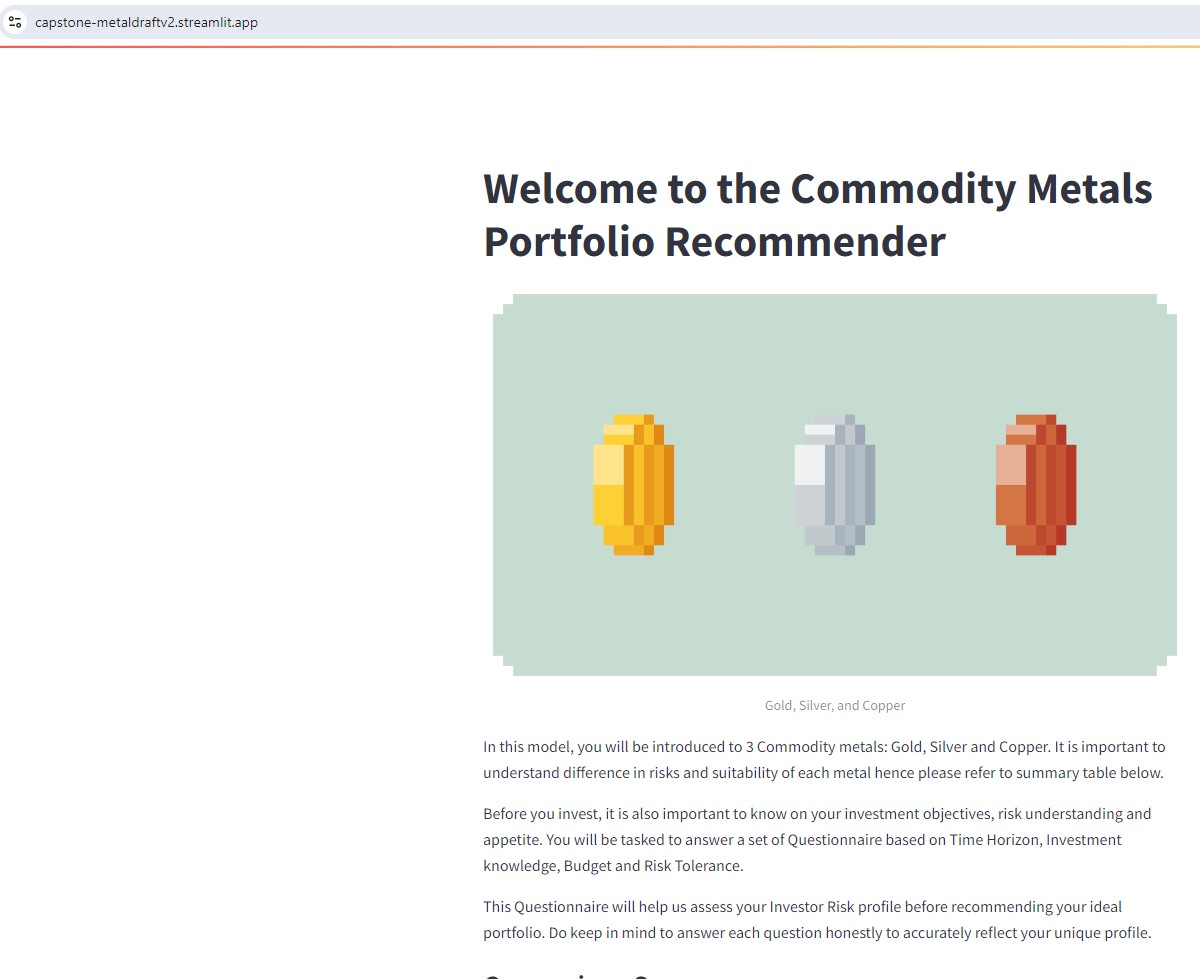 capstone-metaldraftv2.streamlit.app
Welcome to the Commodity Metals
Portfolio Recommender
Gold, Silver, and Copper
In this model, you will be introduced to 3 Commodity metals: Gold, Silver and Copper. It is important to
understand difference in risks and suitability of each metal hence please refer to summary table below.
Before you invest, it is also important to know on your investment objectives, risk understanding and
appetite. You will be tasked to answer a set of Questionnaire based on Time Horizon, Investment
knowledge, Budget and Risk Tolerance.
This Questionnaire will help us assess your Investor Risk profile before recommending your ideal
portfolio. Do keep in mind to answer each question honestly to accurately reflect your unique profile.